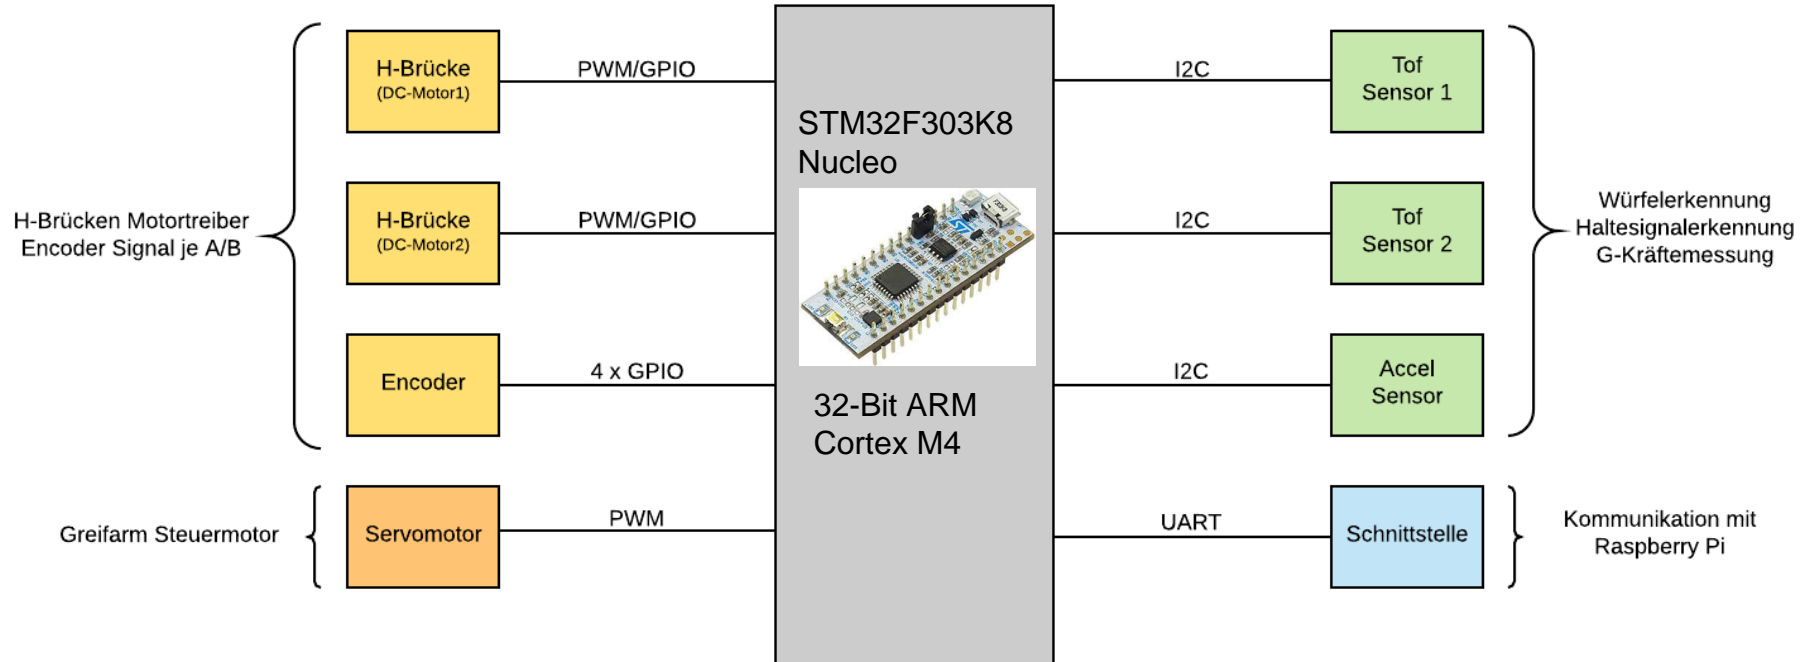 H-Brücken Motortreiber
Encoder Signal je A/B
Greifarm Steuermotor
H-Brücke
(DC-Motor1)
H-Brücke
(DC-Motor2)
Encoder
Servomotor
PWM/GPIO
PWM/GPIO
4 x GPIO
PWM
STM32F303K8
Nucleo
32-Bit ARM
Cortex M4
I2C
I2C
I2C
UART
Tof
Sensor 1
Tof
Sensor 2
Accel
Sensor
Schnittstelle
Würfelerkennung
Haltesignalerkennung
G-Kräftemessung
Kommunikation mit
Raspberry Pi